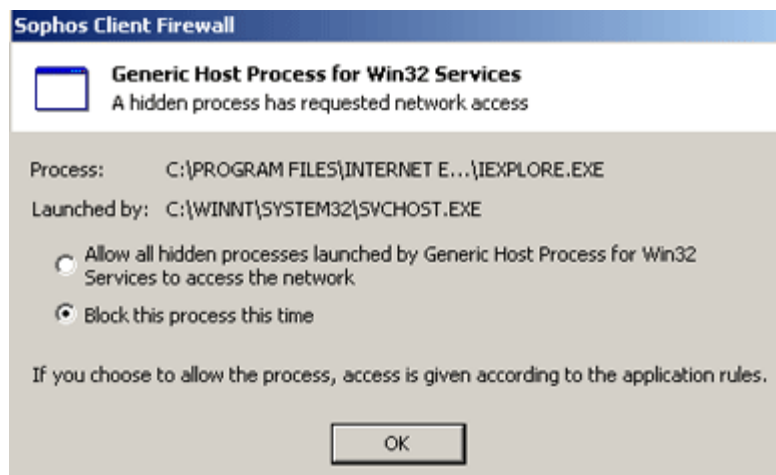 Sophos Client Firewall
Generic Host Process for Win32 Services
A hidden process has requested network access
Process: C:\PROGRAM FILES\INTERNET E...\IEXPLORE.EXE
Launched by: C:\WINNT\SYSTEM32\SVCHOST.EXE
Allow all hidden processes launched by Generic Host Process for Win32
Services to access the network
Block this process this time
If you choose to allow the process, access is given according to the application rules.
OK